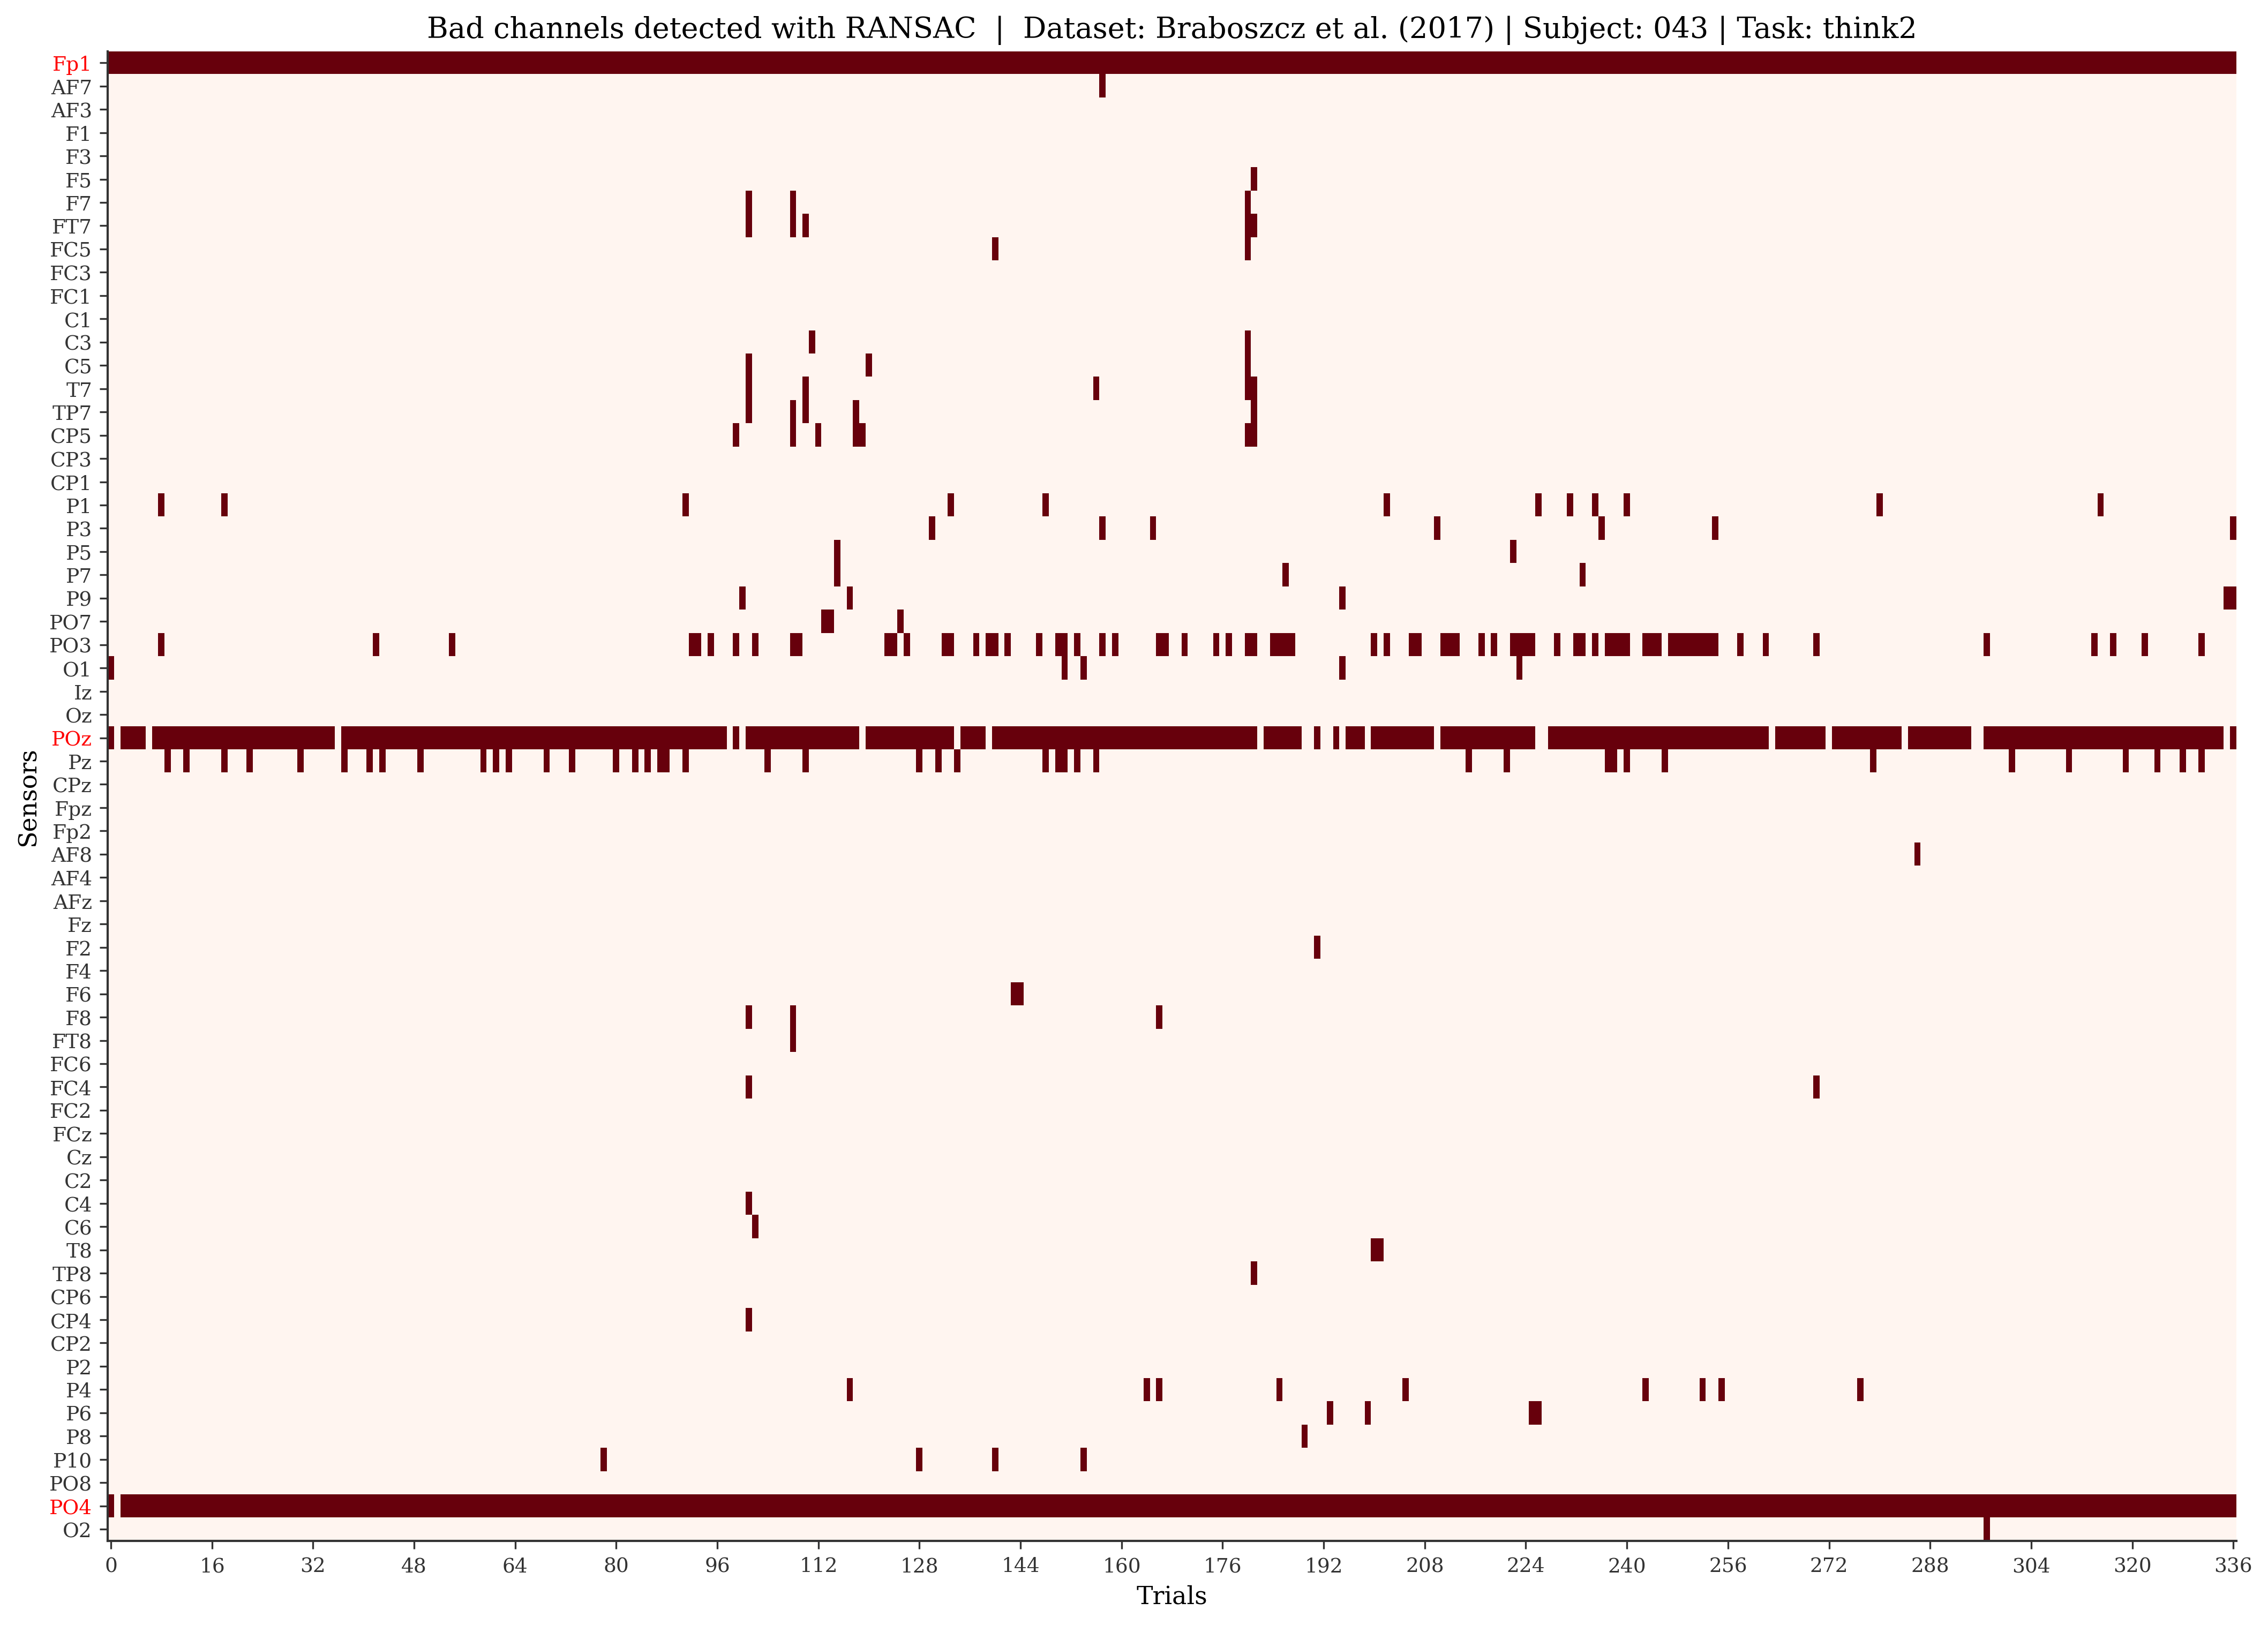 Bad channels detected with RANSAC | Dataset: Braboszcz et al. (2017) | Subject: 043 | Task: think2
Sensors
Fp1
AF7
AF3
F1
F3
F5
F7
FT7
FC5
FC3
FC1
C1
C3
C5
T7
TP7
CP5
CP3
CP1
P1
P3
P5
P7
P9
PO7
PO3
O1
Iz
Oz
POz
Pz
CPz
Fpz
Fp2
AF8
AF4
AFz
Fz
F2
F4
F6
F8
FT8
FC6
FC4
FC2
FCz
Cz
C2
C4
C6
T8
TP8
CP6
CP4
CP2
P2
P4
P6
P8
P10
PO8
PO4
O2
0 16 32 48 64 80 96 112 128 144 160 176 192 208 224 240 256 272 288 304 320 336
Trials